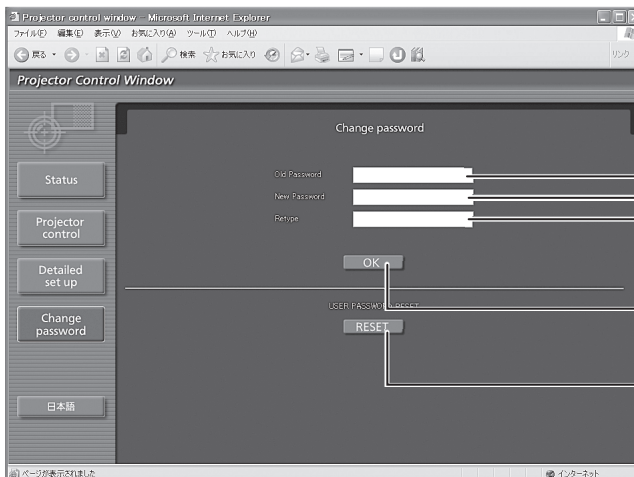 Projector control window - Microsoft Internet Explorer
ファイル(F) 編集(E) 表示(V) お気に入り(A) ツール(T) ヘルプ(H)
戻る 検索 お気に入り リンク
Projector Control Window
Change password
Old Password
New Password
Retype
OK
USER PASSWORD RESET
RESET
Status
Projector control
Detailed set up
Change password
日本語
ページが表示されました インターネット